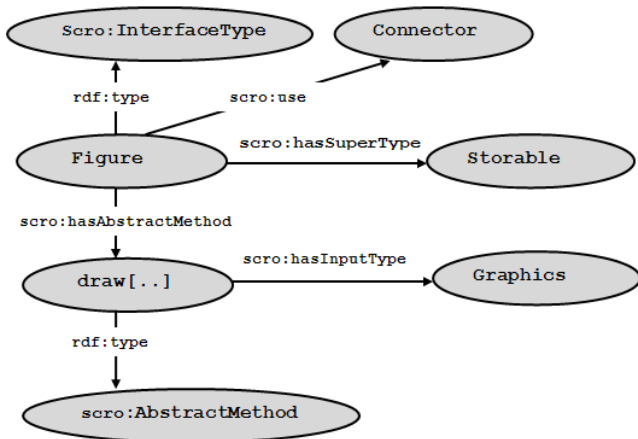 Scro:InterfaceType
Connector
rdf:type
scro:use
Figure
scro:hasSuperType
Storable
scro:hasAbstractMethod
draw[..]
scro:hasInputType
Graphics
rdf:type
scro:AbstractMethod